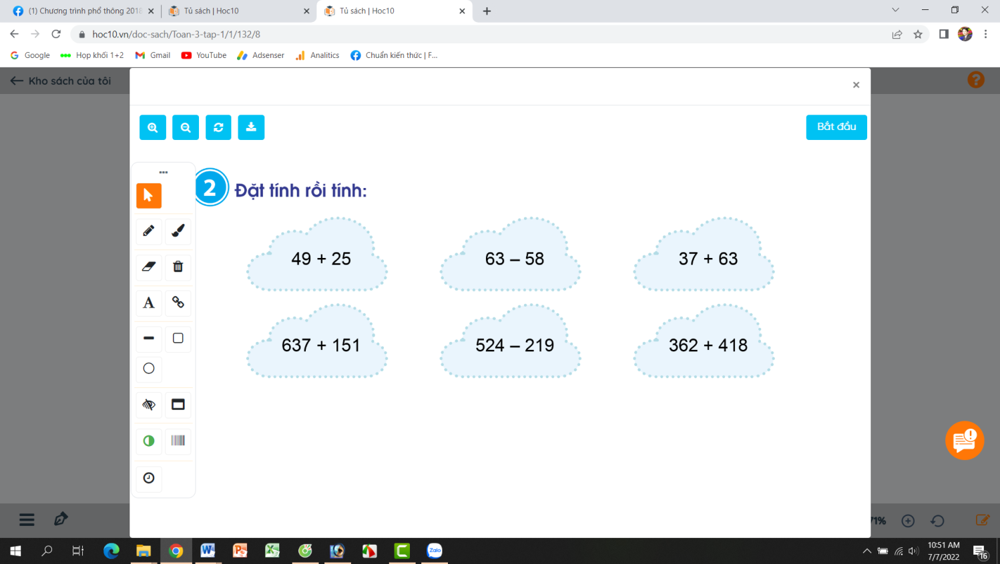 (1) Chương trình phổ thông 2018
Tủ sách | Hoc10
Tủ sách | Hoc10
hoc10.vn/doc-sach/Toan-3-tap-1/1/132/8
Google
Họp khối 1+2
Gmail
YouTube
Adsenser
Analitics
Chuẩn kiến thức | F...
Kho sách của tôi
Bắt đầu
2 Đặt tính rồi tính:
49 + 25
63 – 58
37 + 63
637 + 151
524 – 219
362 + 418
71%
Zalo
10:51 AM
7/7/2022
16